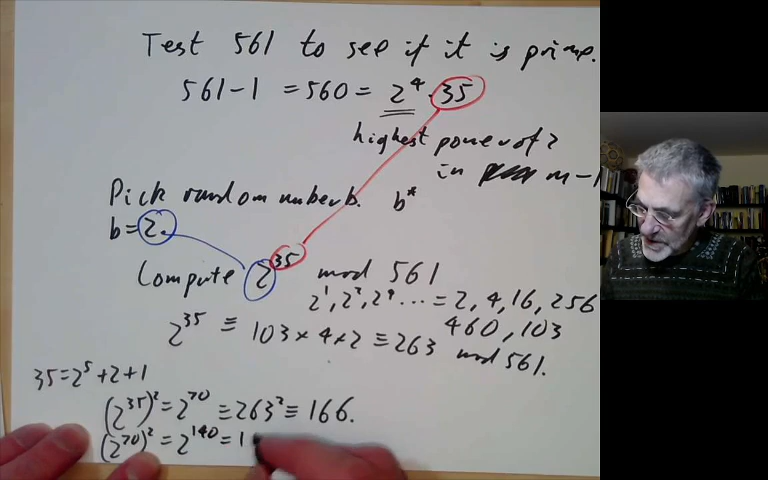 Test 561 to see if it is prime.
561-1 = 560 = 2⁴·35
highest power of 2
in m-1
Pick random number b. b*
b=2.
Compute 2³⁵ mod 561
2¹, 2², 2⁴ ... = 2, 4, 16, 256
460, 103
2³⁵ ≡ 103×4×2 ≡ 263 mod 561.
35=2⁵+2+1
(2³⁵)² = 2⁷⁰ ≡ 263² ≡ 166.
(2⁷⁰)² = 2¹⁴⁰ = 1